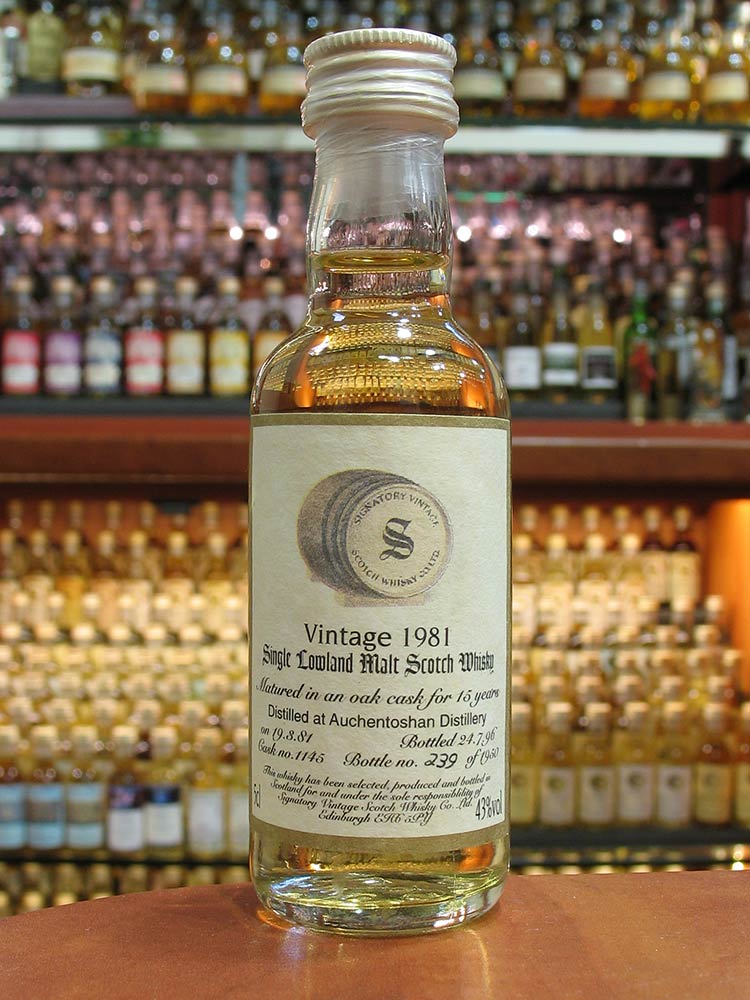 SIGNATORY VINTAGE
S
SCOTCH WHISKY CO LTD
Vintage 1981
Single Lowland Malt Scotch Whisky
Matured in an oak cask for 15 years
Distilled at Auchentoshan Distillery
on 19.3.81 Bottled 24.7.96
Cask no.1145 Bottle no. 239 of 1950
This whisky has been selected, produced and bottled in
Scotland for and under the sole responsibility of
Signatory Vintage Scotch Whisky Co. Ltd.
Edinburgh EH6 5PY
5cl
43%vol